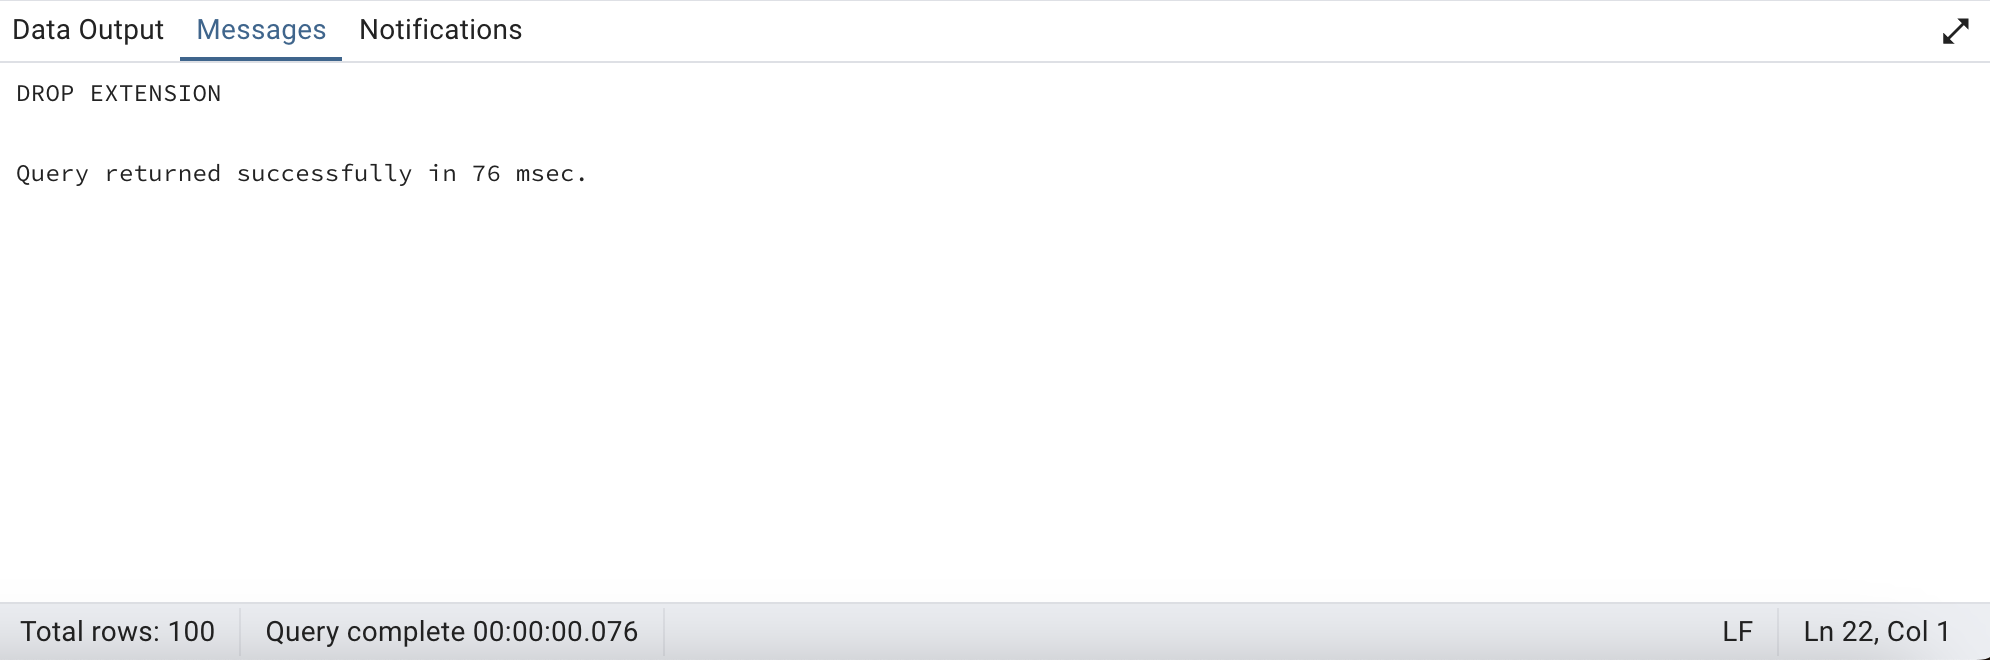 Data Output Messages Notifications
DROP EXTENSION
Query returned successfully in 76 msec.
Total rows: 100 Query complete 00:00:00.076 LF Ln 22, Col 1